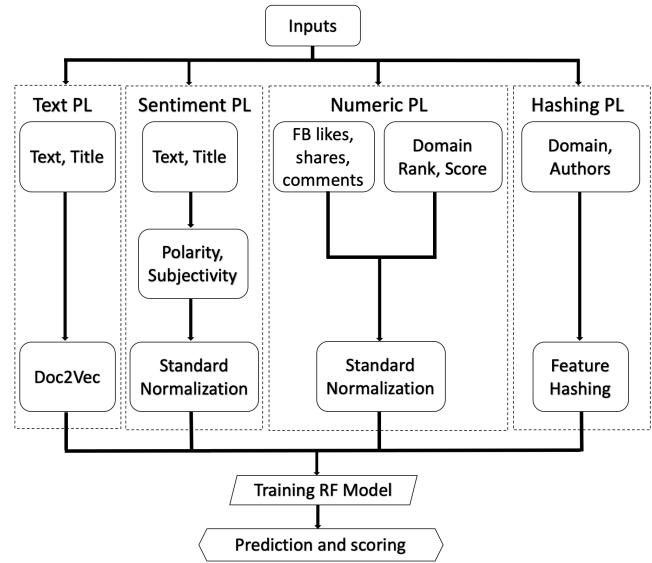 Inputs
Text PL
Sentiment PL
Numeric PL
Hashing PL
Text, Title
Text, Title
FB likes,
shares,
comments
Domain
Rank, Score
Domain,
Authors
Polarity,
Subjectivity
Doc2Vec
Standard
Normalization
Standard
Normalization
Feature
Hashing
Training RF Model
Prediction and scoring